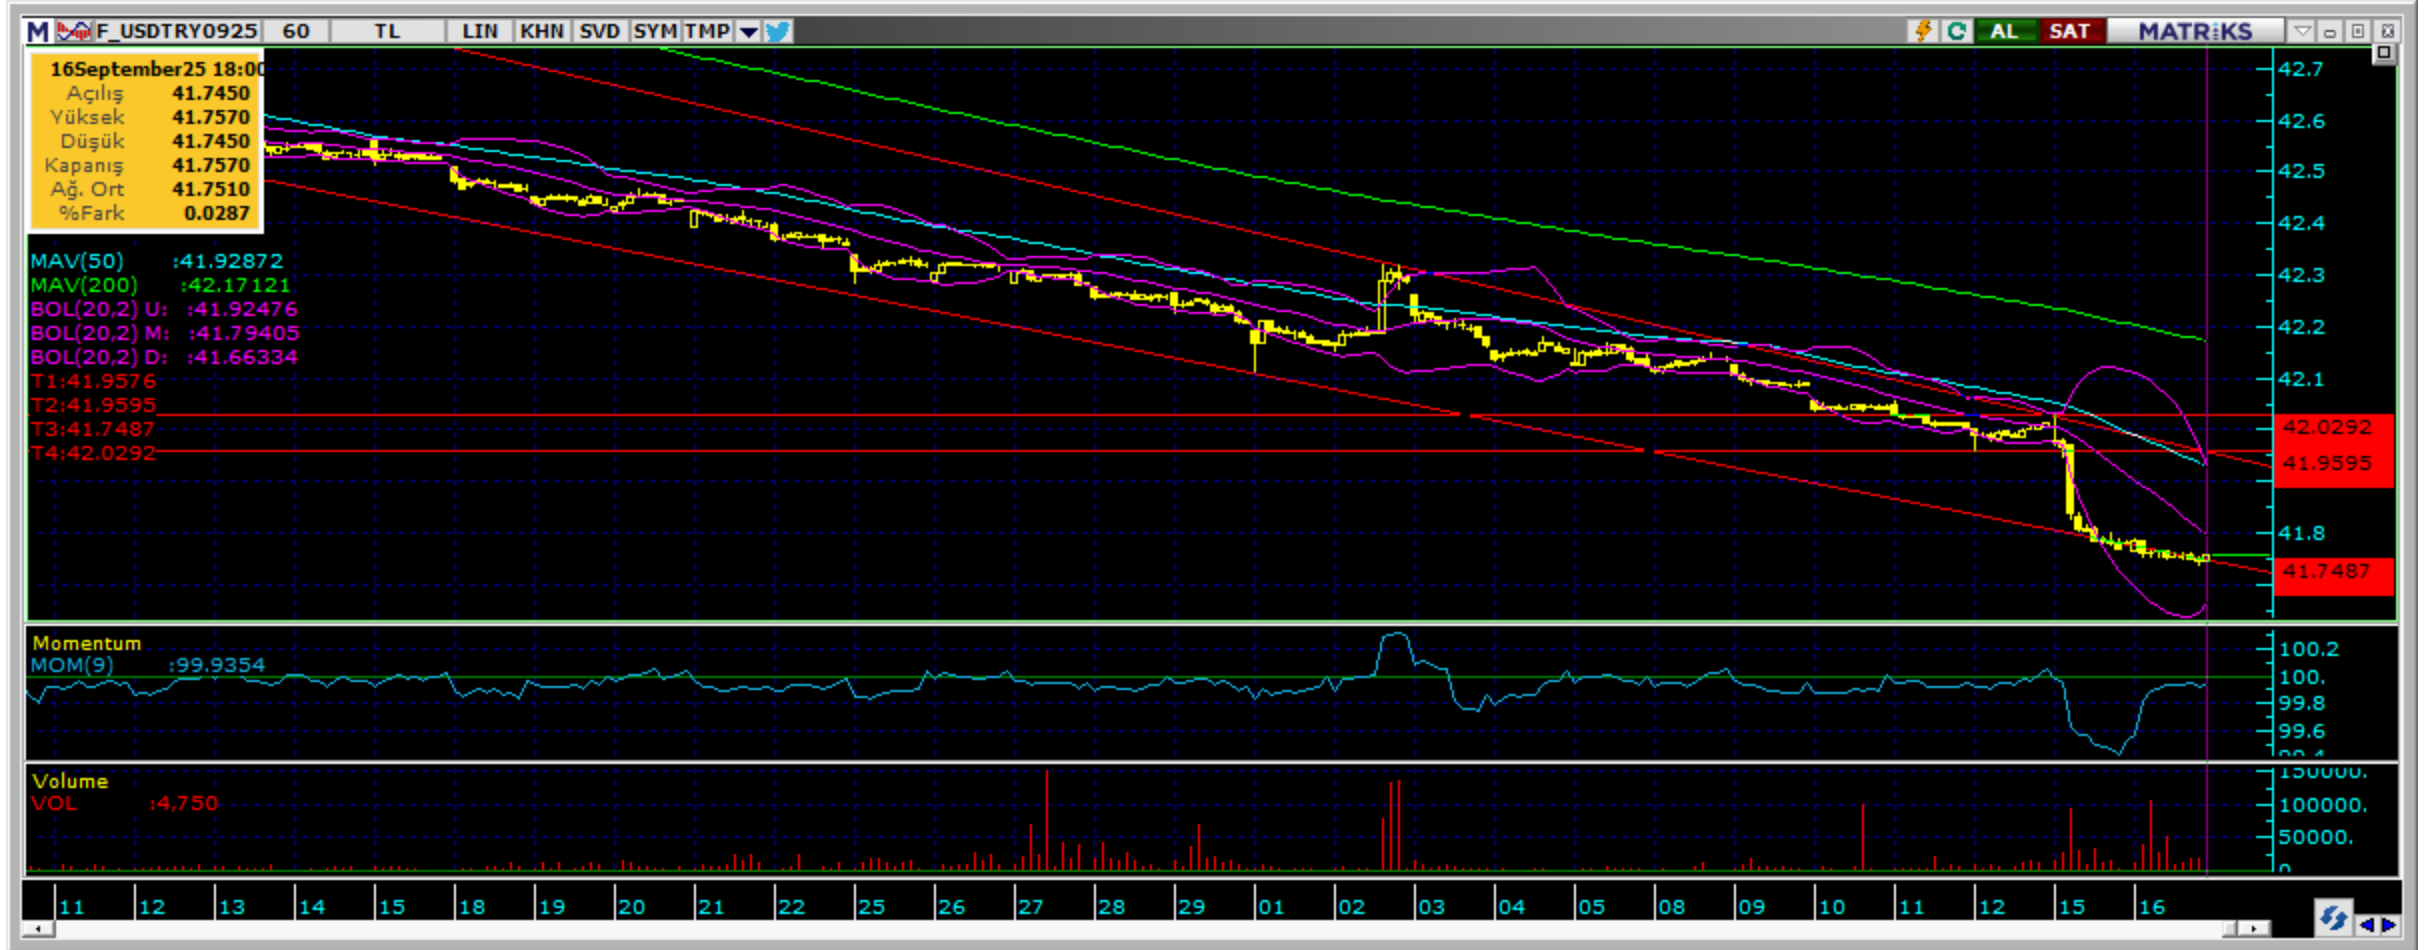 M F_USDTRY0925 60 TL LIN KHN SVD SYM TMP AL SAT MATRiKS
16September25 18:00
Açılış 41.7450
Yüksek 41.7570
Düşük 41.7450
Kapanış 41.7570
Ağ. Ort 41.7510
%Fark 0.0287
MAV(50) :41.92872
MAV(200) :42.17121
BOL(20,2) U: :41.92476
BOL(20,2) M: :41.79405
BOL(20,2) D: :41.66334
T1:41.9576
T2:41.9595
T3:41.7487
T4:42.0292
42.7
42.6
42.5
42.4
42.3
42.2
42.1
42.0292
41.9595
41.8
41.7487
Momentum
MOM(9) :99.9354
100.2
100.
99.8
99.6
99.4
Volume
VOL :4,750
150000.
100000.
50000.
0
11 12 13 14 15 18 19 20 21 22 25 26 27 28 29 01 02 03 04 05 08 09 10 11 12 15 16